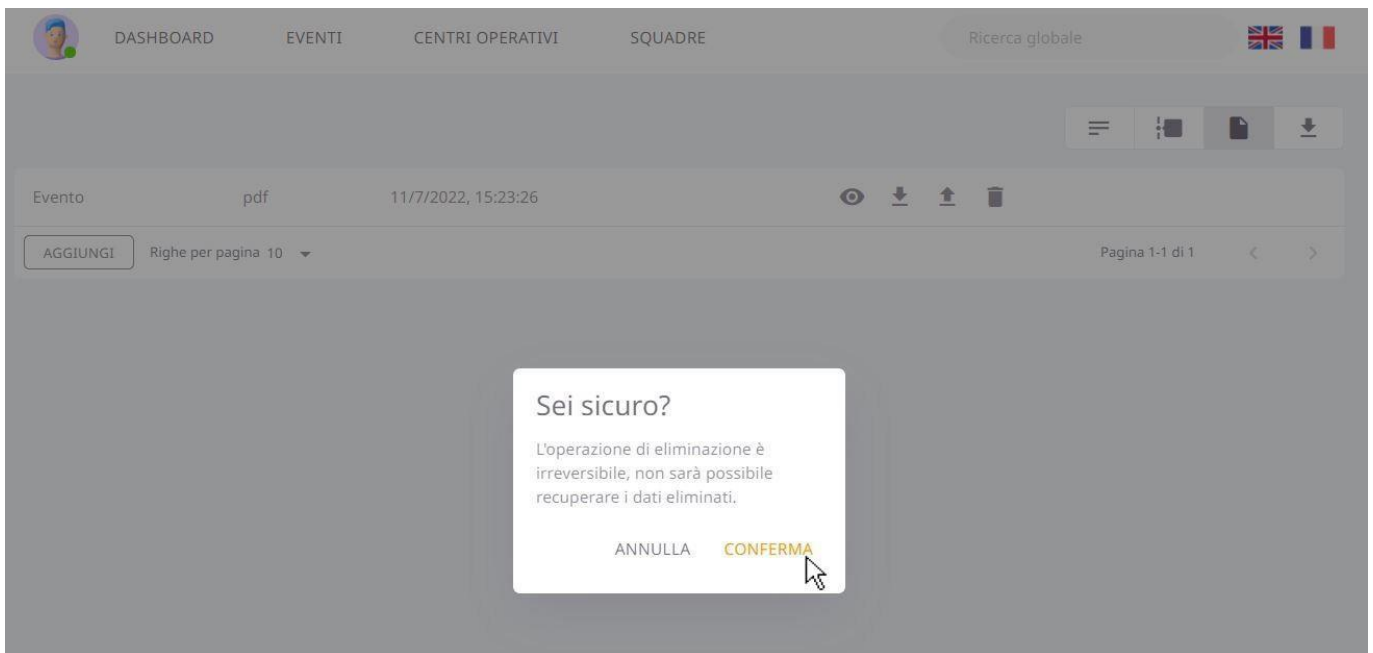 DASHBOARD EVENTI CENTRI OPERATIVI SQUADRE Ricerca globale
Evento pdf 11/7/2022, 15:23:26
AGGIUNGI Righe per pagina 10 Pagina 1-1 di 1
Sei sicuro?
L'operazione di eliminazione è
irreversibile, non sarà possibile
recuperare i dati eliminati.
ANNULLA CONFERMA